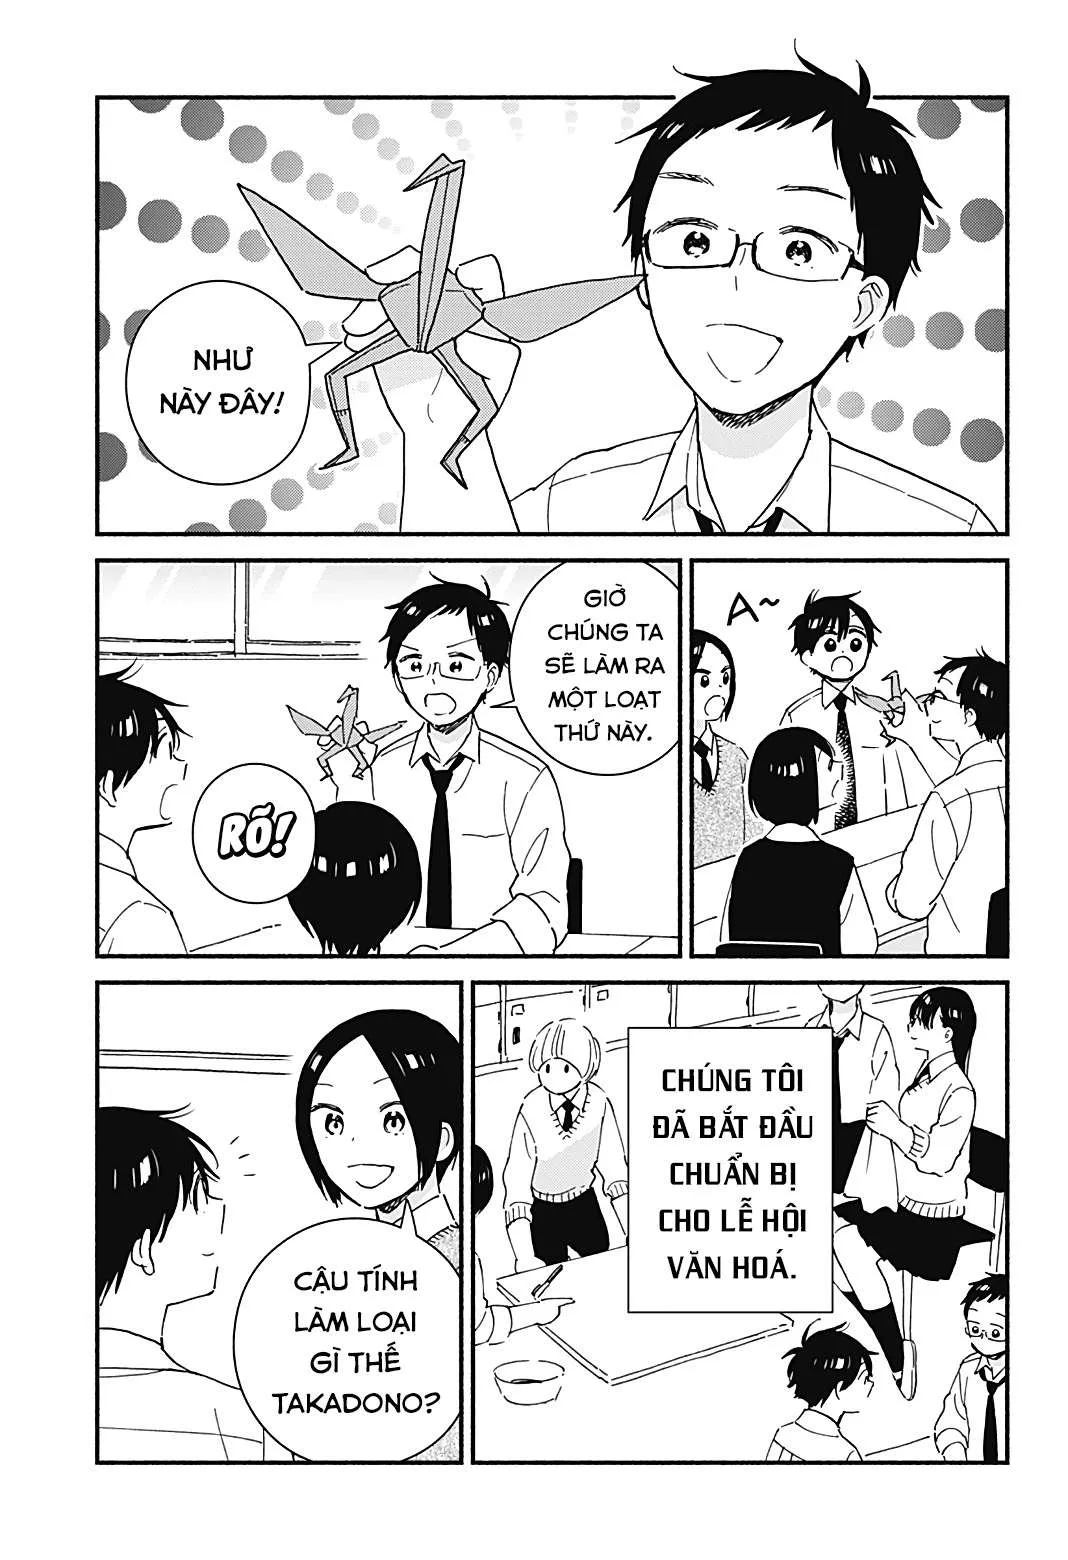 NHƯ
NÀY ĐÂY!
A~
GIỜ
CHÚNG TA
SẼ LÀM RA
MỘT LOẠT
THỨ NÀY.
RÕ!
CHÚNG TÔI
ĐÃ BẮT ĐẦU
CHUẨN BỊ
CHO LỄ HỘI
VĂN HOÁ.
CẬU TÍNH
LÀM LOẠI
GÌ THẾ
TAKADONO?